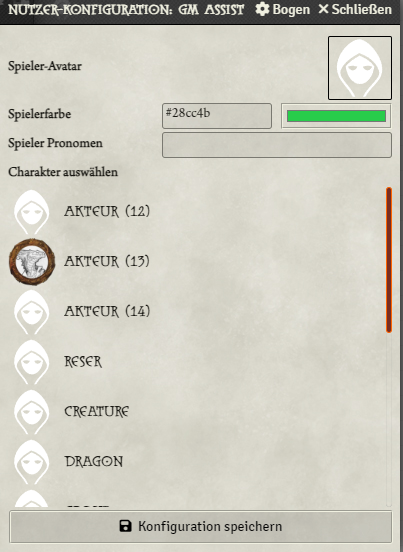 NUTZER-KONFIGURATION: GM ASSIST Bogen Schließen
Spieler-Avatar
Spielerfarbe #28cc4b
Spieler Pronomen
Charakter auswählen
AKTEUR (12)
AKTEUR (13)
AKTEUR (14)
RESER
CREATURE
DRAGON
Konfiguration speichern